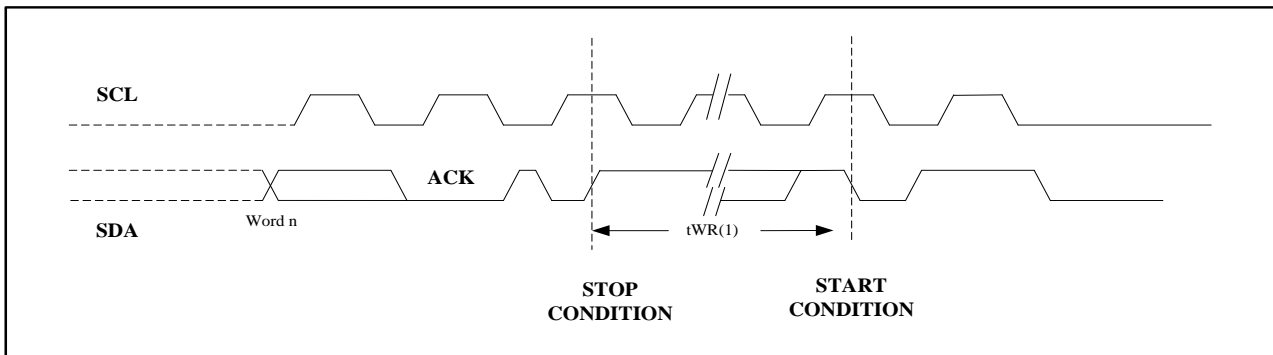 SCL
ACK
Word n
SDA
tWR(1)
STOP
CONDITION
START
CONDITION